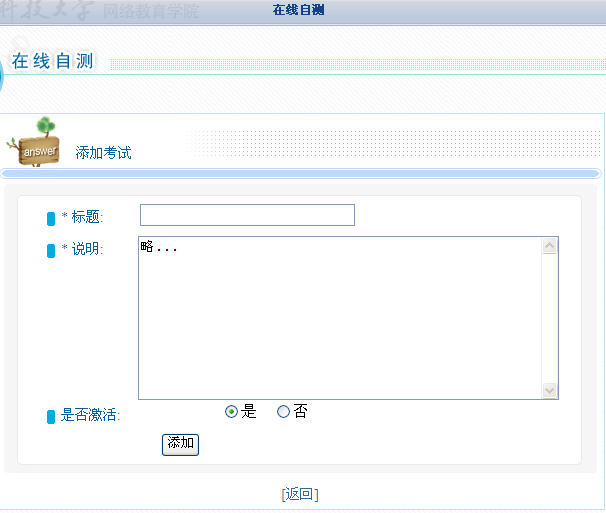 科技大学 网络教育学院
在线自测
在线自测
answer
添加考试
* 标题:
* 说明:
略...
是否激活:
是 否
添加
[返回]